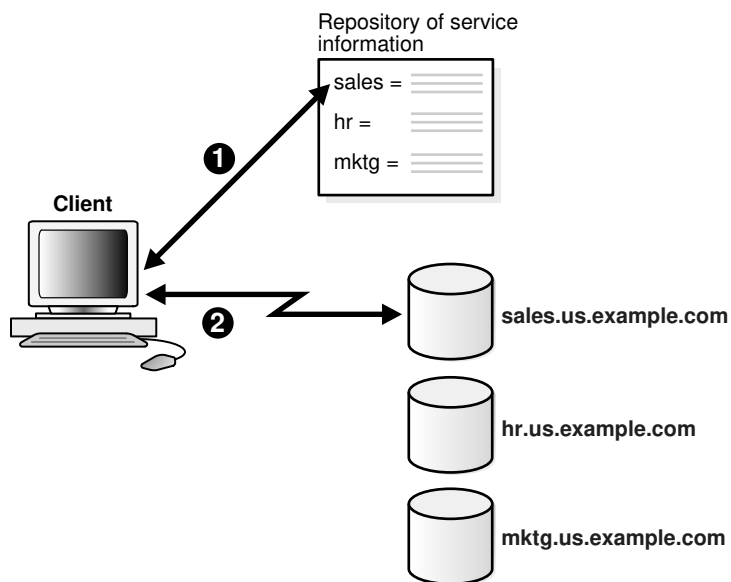 Repository of service
information
sales =
hr =
mktg =
1
Client
2
sales.us.example.com
hr.us.example.com
mktg.us.example.com